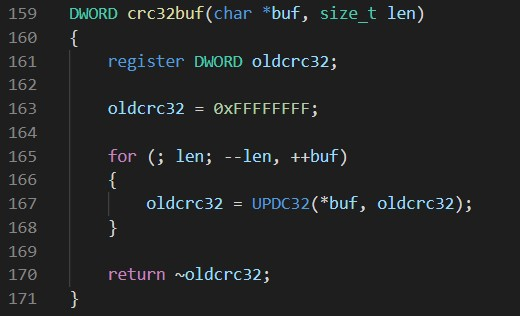 159 DWORD crc32buf(char *buf, size_t len)
160 {
161     register DWORD oldcrc32;
162
163     oldcrc32 = 0xFFFFFFFF;
164
165     for (; len; --len, ++buf)
166     {
167         oldcrc32 = UPDC32(*buf, oldcrc32);
168     }
169
170     return ~oldcrc32;
171 }